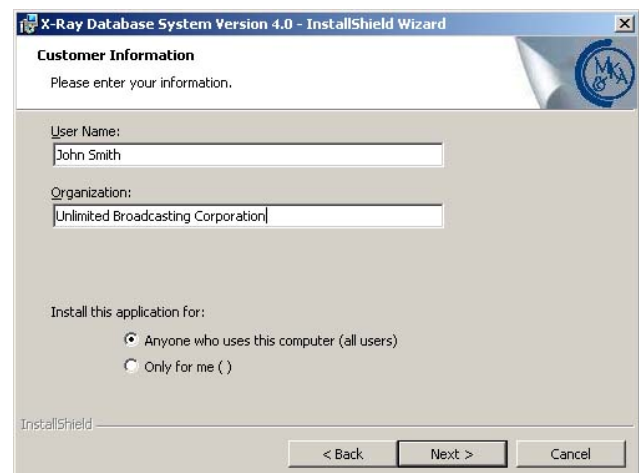 X-Ray Database System Version 4.0 - InstallShield Wizard
Customer Information
Please enter your information.
MK&A
User Name:
John Smith
Organization:
Unlimited Broadcasting Corporation
Install this application for:
Anyone who uses this computer (all users)
Only for me ( )
InstallShield
< Back
Next >
Cancel